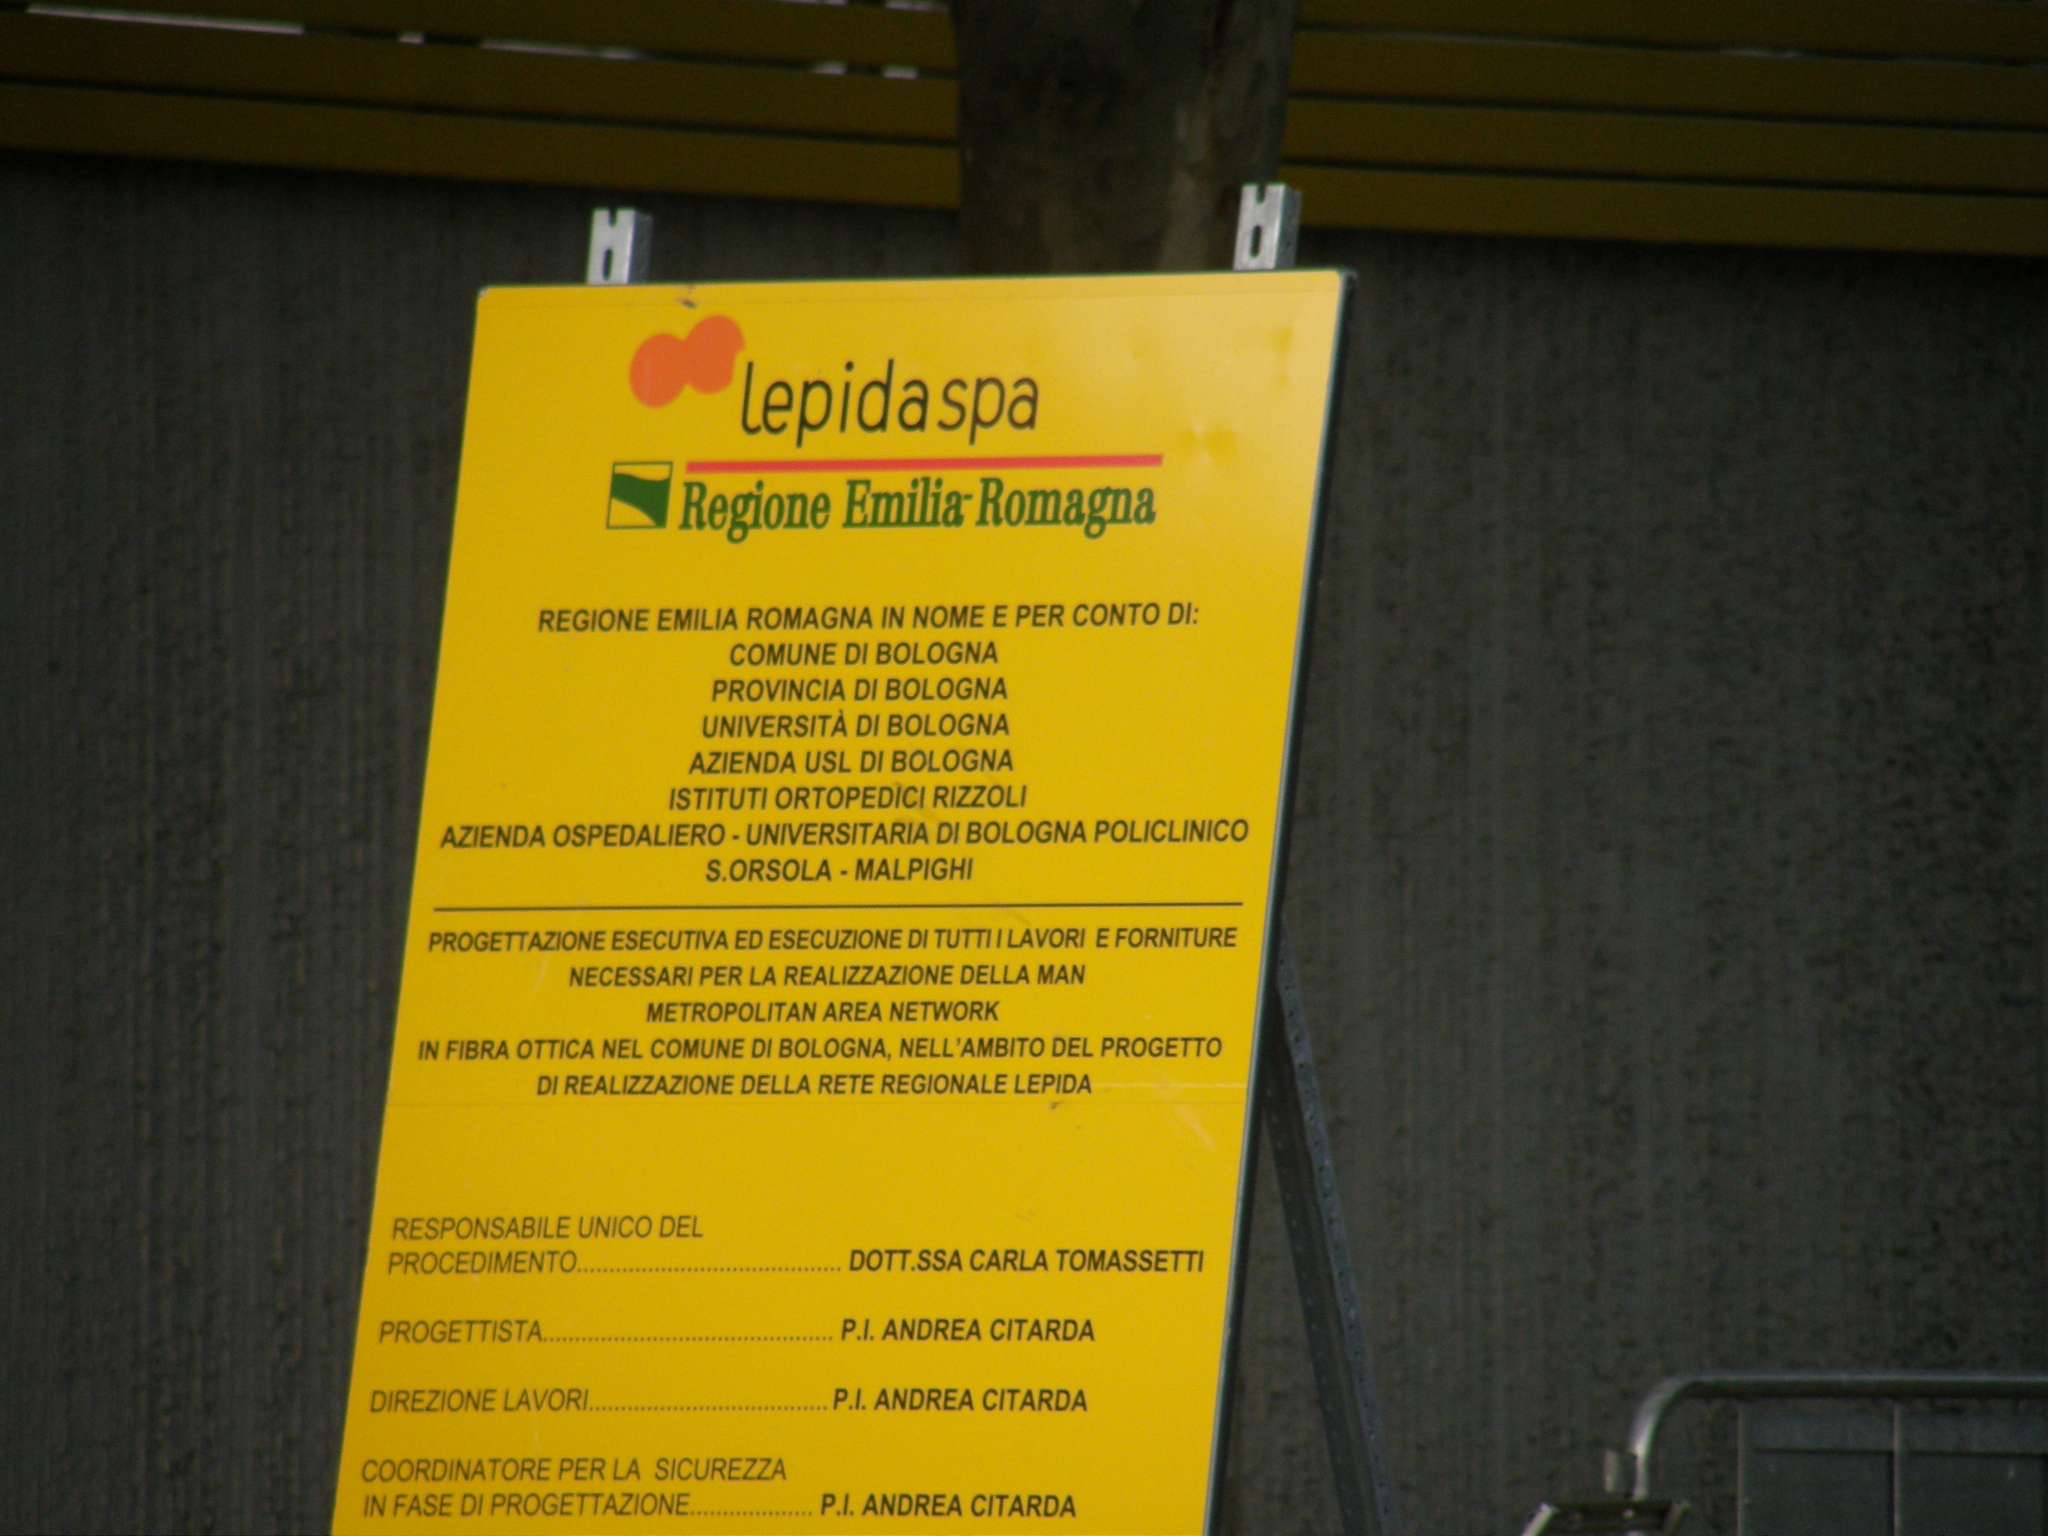 lepidaspa
Regione Emilia-Romagna
REGIONE EMILIA ROMAGNA IN NOME E PER CONTO DI:
COMUNE DI BOLOGNA
PROVINCIA DI BOLOGNA
UNIVERSITÀ DI BOLOGNA
AZIENDA USL DI BOLOGNA
ISTITUTI ORTOPEDICI RIZZOLI
AZIENDA OSPEDALIERO - UNIVERSITARIA DI BOLOGNA POLICLINICO
S.ORSOLA - MALPIGHI
PROGETTAZIONE ESECUTIVA ED ESECUZIONE DI TUTTI I LAVORI E FORNITURE
NECESSARI PER LA REALIZZAZIONE DELLA MAN
METROPOLITAN AREA NETWORK
IN FIBRA OTTICA NEL COMUNE DI BOLOGNA, NELL'AMBITO DEL PROGETTO
DI REALIZZAZIONE DELLA RETE REGIONALE LEPIDA
RESPONSABILE UNICO DEL
PROCEDIMENTO......................................... DOTT.SSA CARLA TOMASSETTI
PROGETTISTA............................................. P.I. ANDREA CITARDA
DIREZIONE LAVORI..................................... P.I. ANDREA CITARDA
COORDINATORE PER LA SICUREZZA
IN FASE DI PROGETTAZIONE................... P.I. ANDREA CITARDA